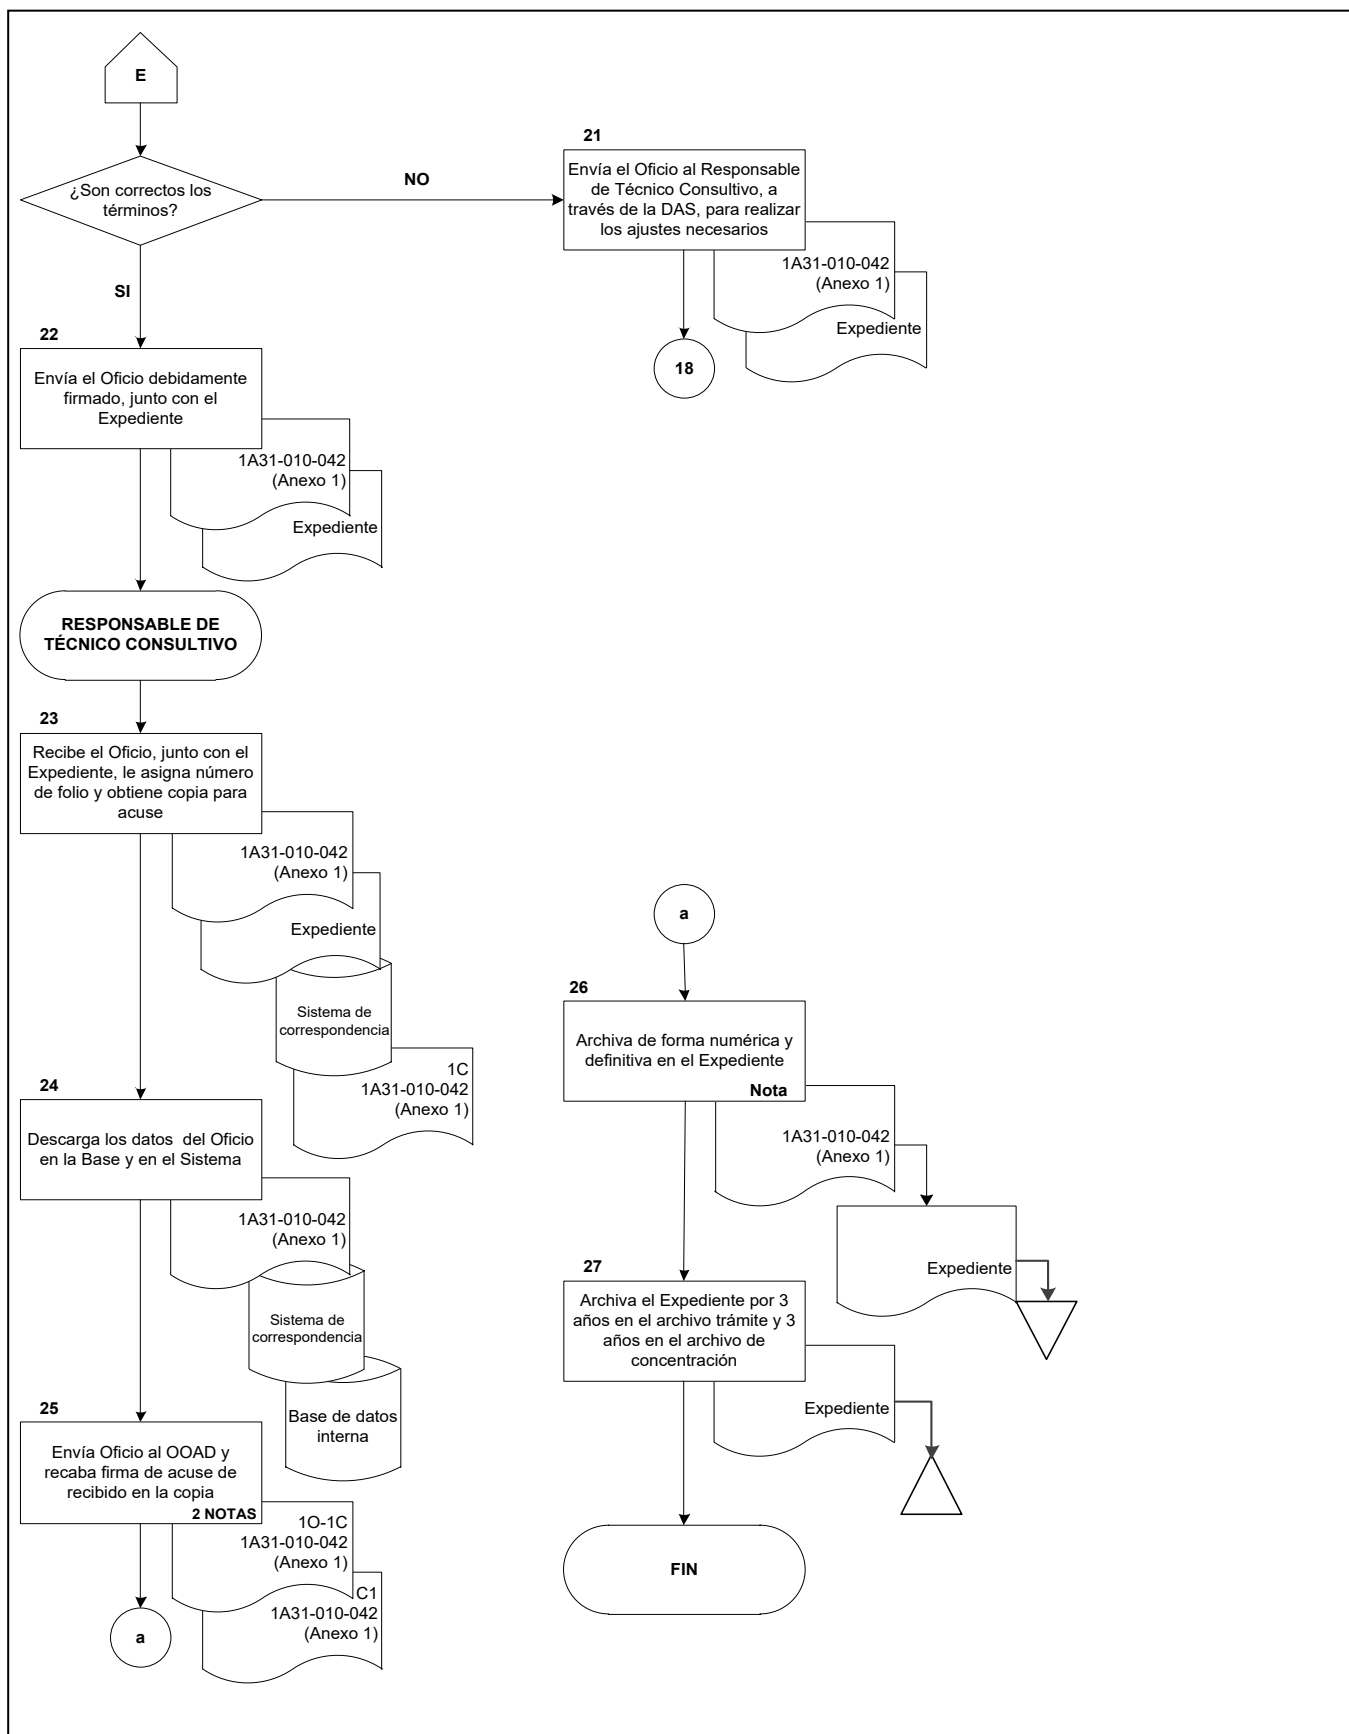 E
¿Son correctos los
términos?
NO
SI
21
Envía el Oficio al Responsable
de Técnico Consultivo, a
través de la DAS, para realizar
los ajustes necesarios
1A31-010-042
(Anexo 1)
Expediente
18
22
Envía el Oficio debidamente
firmado, junto con el
Expediente
1A31-010-042
(Anexo 1)
Expediente
RESPONSABLE DE
TÉCNICO CONSULTIVO
23
Recibe el Oficio, junto con el
Expediente, le asigna número
de folio y obtiene copia para
acuse
1A31-010-042
(Anexo 1)
Expediente
Sistema de
correspondencia
1C
1A31-010-042
(Anexo 1)
24
Descarga los datos  del Oficio
en la Base y en el Sistema
1A31-010-042
(Anexo 1)
Sistema de
correspondencia
Base de datos
interna
25
Envía Oficio al OOAD y
recaba firma de acuse de
recibido en la copia
2 NOTAS
1O-1C
1A31-010-042
(Anexo 1)
C1
1A31-010-042
(Anexo 1)
a
a
26
Archiva de forma numérica y
definitiva en el Expediente
Nota
1A31-010-042
(Anexo 1)
Expediente
27
Archiva el Expediente por 3
años en el archivo trámite y 3
años en el archivo de
concentración
Expediente
FIN